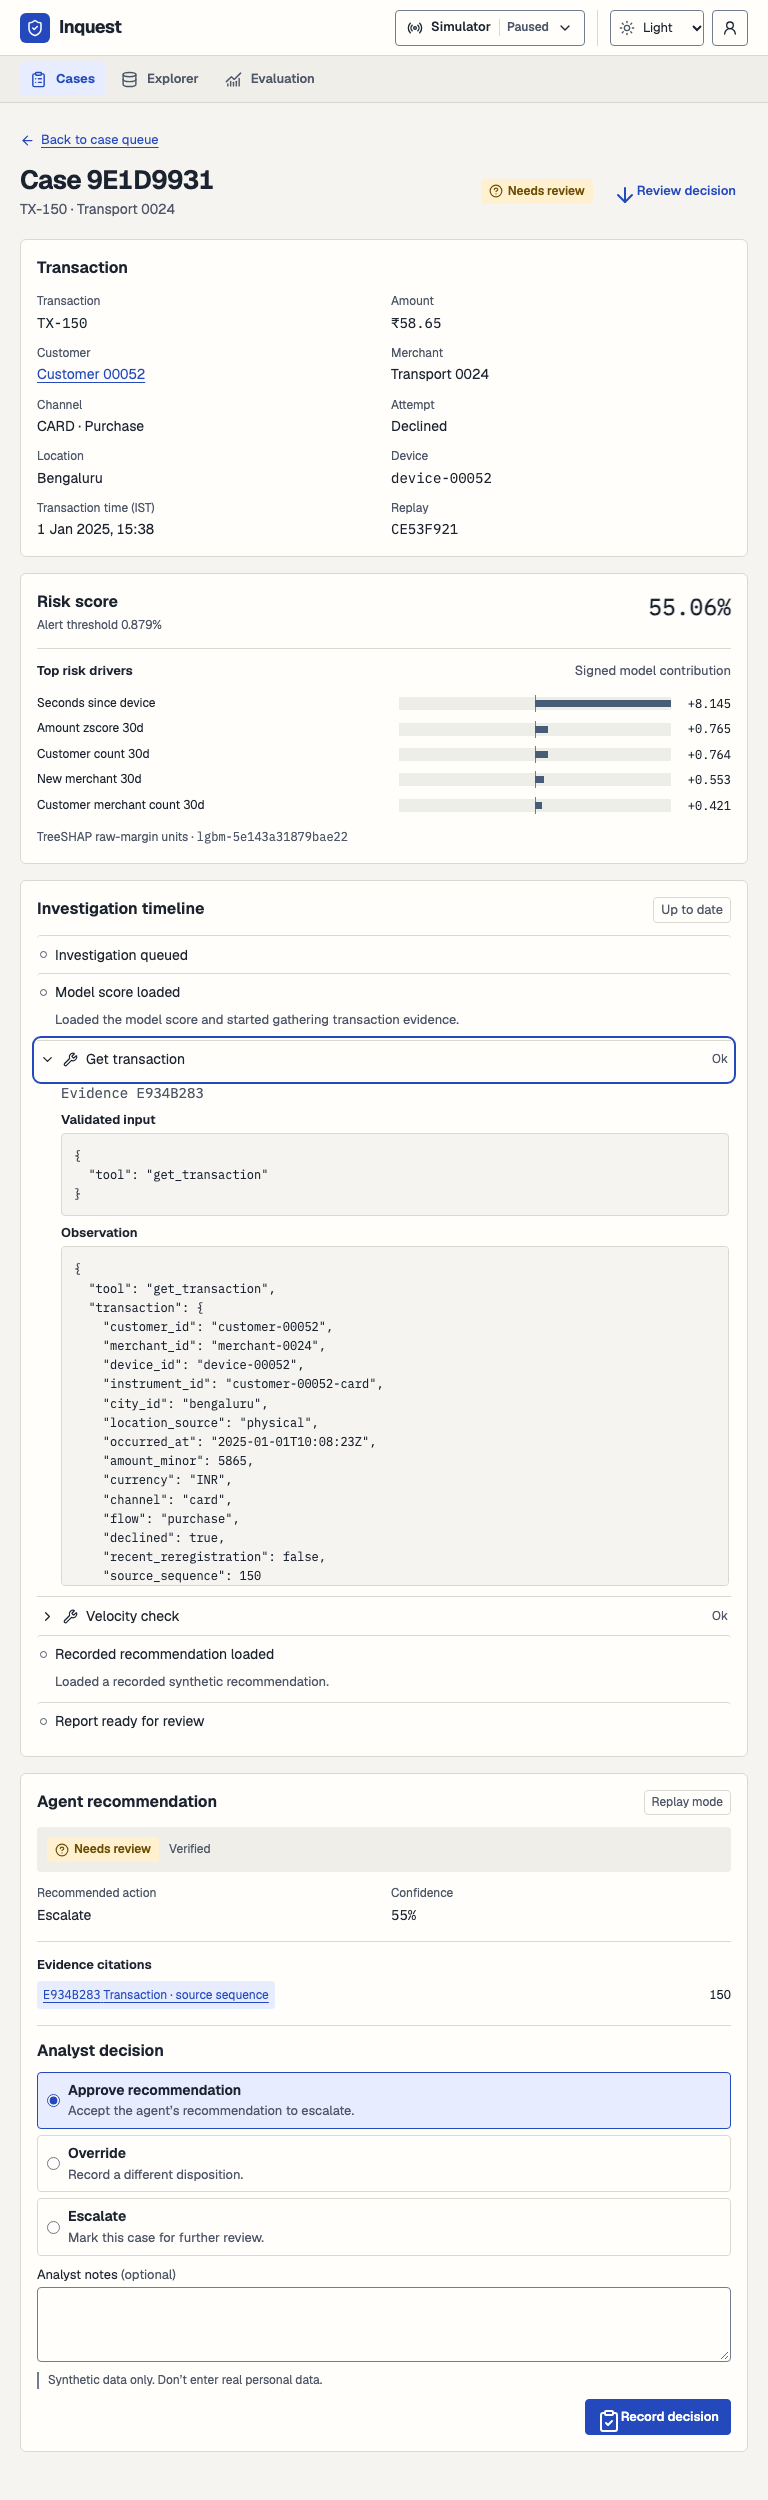 Inquest
Simulator Paused
Light
Cases Explorer Evaluation
Back to case queue
Case 9E1D9931
TX-150 · Transport 0024
Needs review
Review decision
Transaction
Transaction
TX-150
Amount
₹58.65
Customer
Customer 00052
Merchant
Transport 0024
Channel
CARD · Purchase
Attempt
Declined
Location
Bengaluru
Device
device-00052
Transaction time (IST)
1 Jan 2025, 15:38
Replay
CE53F921
Risk score
Alert threshold 0.879%
55.06%
Top risk drivers Signed model contribution
Seconds since device +8.145
Amount zscore 30d +0.765
Customer count 30d +0.764
New merchant 30d +0.553
Customer merchant count 30d +0.421
TreeSHAP raw-margin units · lgbm-5e143a31879bae22
Investigation timeline Up to date
Investigation queued
Model score loaded
Loaded the model score and started gathering transaction evidence.
Get transaction Ok
Evidence E934B283
Validated input
{
"tool": "get_transaction"
}
Observation
{
"tool": "get_transaction",
"transaction": {
"customer_id": "customer-00052",
"merchant_id": "merchant-0024",
"device_id": "device-00052",
"instrument_id": "customer-00052-card",
"city_id": "bengaluru",
"location_source": "physical",
"occurred_at": "2025-01-01T10:08:23Z",
"amount_minor": 5865,
"currency": "INR",
"channel": "card",
"flow": "purchase",
"declined": true,
"recent_reregistration": false,
"source_sequence": 150
Velocity check Ok
Recorded recommendation loaded
Loaded a recorded synthetic recommendation.
Report ready for review
Agent recommendation Replay mode
Needs review Verified
Recommended action
Escalate
Confidence
55%
Evidence citations
E934B283 Transaction · source sequence 150
Analyst decision
Approve recommendation
Accept the agent's recommendation to escalate.
Override
Record a different disposition.
Escalate
Mark this case for further review.
Analyst notes (optional)
Synthetic data only. Don't enter real personal data.
Record decision